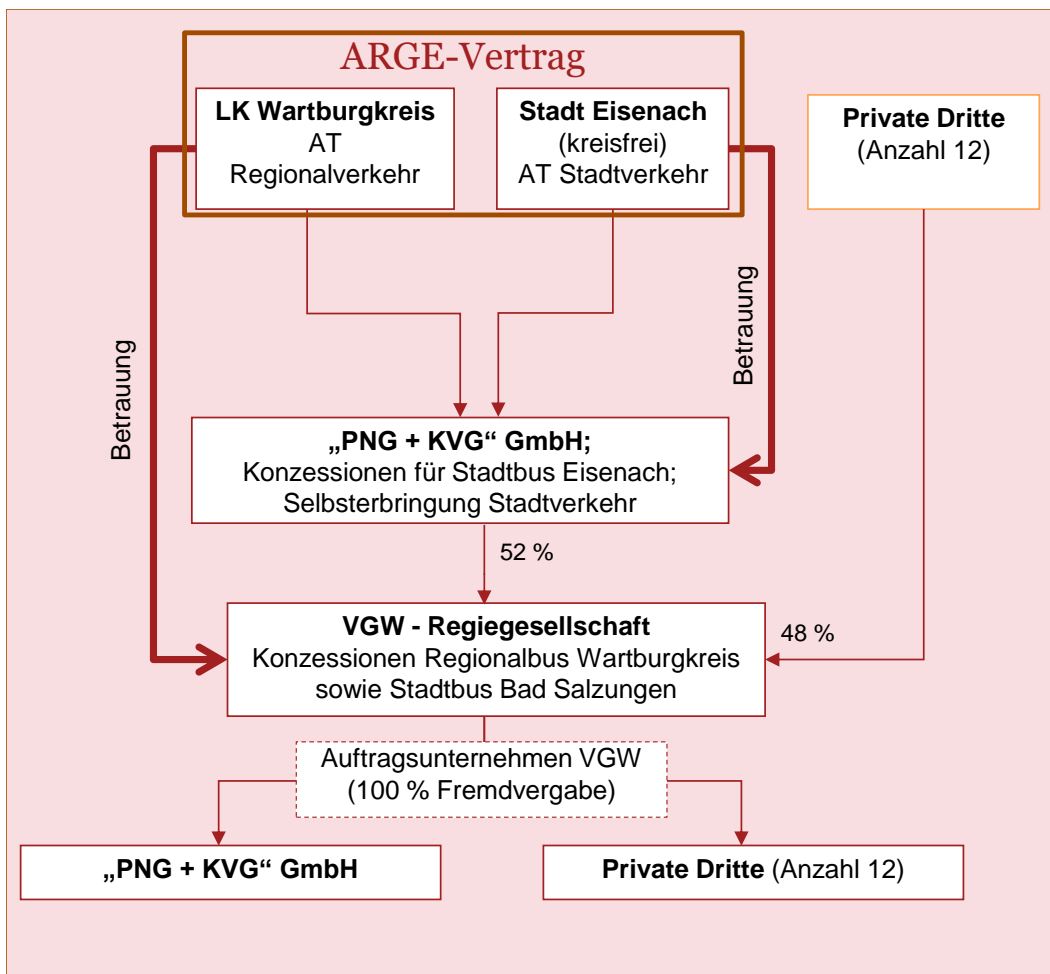 ARGE-Vertrag
LK Wartburgkreis
AT
Regionalverkehr
Stadt Eisenach
(kreisfrei)
AT Stadtverkehr
Private Dritte
(Anzahl 12)
Betrauung
Betrauung
„PNG + KVG“ GmbH;
Konzessionen für Stadtbus Eisenach;
Selbsterbringung Stadtverkehr
52 %
VGW - Regiegesellschaft
Konzessionen Regionalbus Wartburgkreis
sowie Stadtbus Bad Salzungen
48 %
Auftragsunternehmen VGW
(100 % Fremdvergabe)
„PNG + KVG“ GmbH
Private Dritte (Anzahl 12)